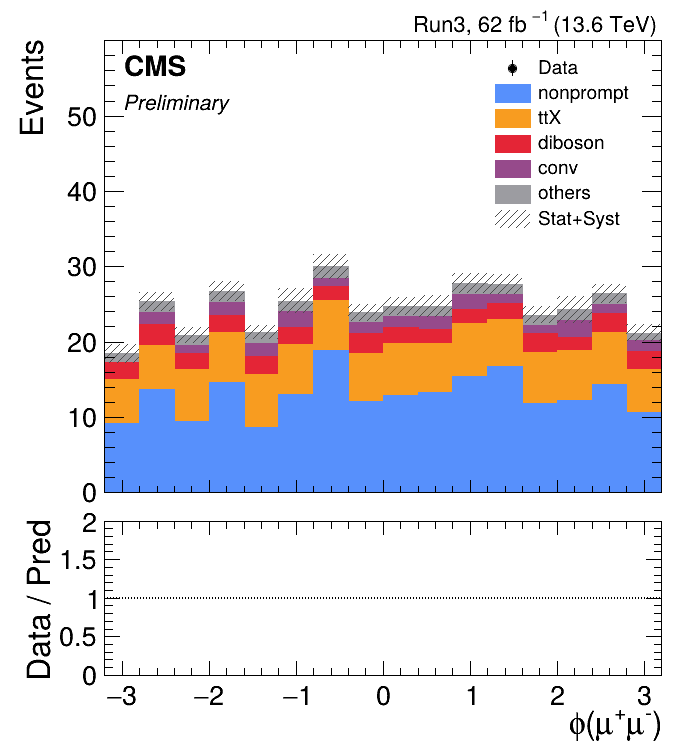 Run3, 62 fb⁻¹ (13.6 TeV)
CMS
Preliminary
Data
nonprompt
ttX
diboson
conv
others
Stat+Syst
Events
50
40
30
20
10
0
Data / Pred
2
1.5
1
0.5
0
−3 −2 −1 0 1 2 3
ϕ(μ⁺μ⁻)